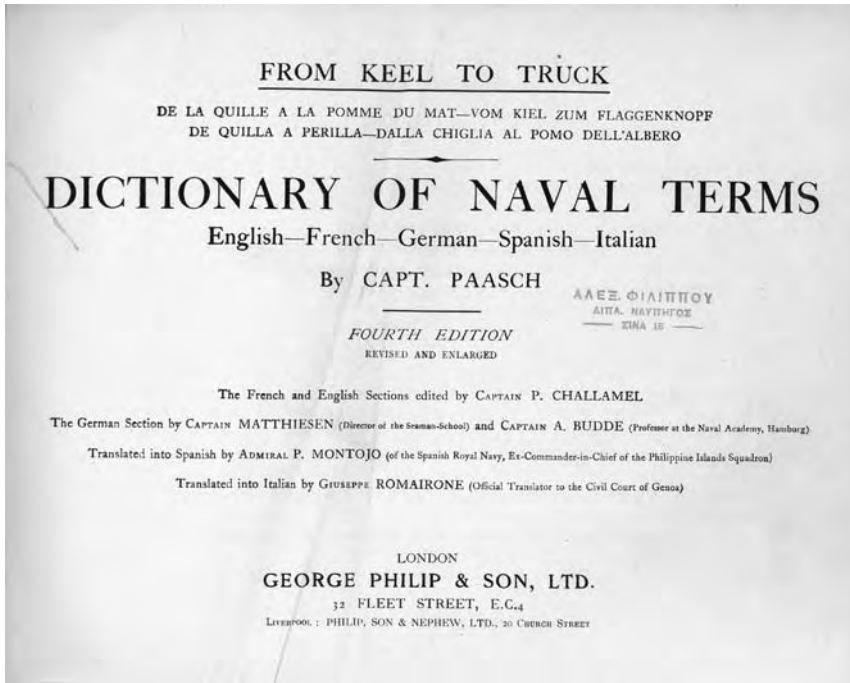 FROM KEEL TO TRUCK
DE LA QUILLE A LA POMME DU MAT—VOM KIEL ZUM FLAGGENKNOPF
DE QUILLA A PERILLA—DALLA CHIGLIA AL POMO DELL'ALBERO
DICTIONARY OF NAVAL TERMS
English—French—German—Spanish—Italian
By CAPT. PAASCH
ΑΛΕΞ. ΦΙΛΙΠΠΟΥ
ΔΙΠΛ. ΝΑΥΠΗΓΟΣ
ΣΙΝΑ 16
FOURTH EDITION
REVISED AND ENLARGED
The French and English Sections edited by CAPTAIN P. CHALLAMEL
The German Section by CAPTAIN MATTHIESEN (Director of the Seaman-School) and CAPTAIN A. BUDDE (Professor at the Naval Academy, Hamburg)
Translated into Spanish by ADMIRAL P. MONTOJO (of the Spanish Royal Navy, Ex-Commander-in-Chief of the Philippine Islands Squadron)
Translated into Italian by GIUSEPPE ROMAIRONE (Official Translator to the Civil Court of Genoa)
LONDON
GEORGE PHILIP & SON, LTD.
32 FLEET STREET, E.C.4
LIVERPOOL : PHILIP, SON & NEPHEW, LTD., 20 CHURCH STREET